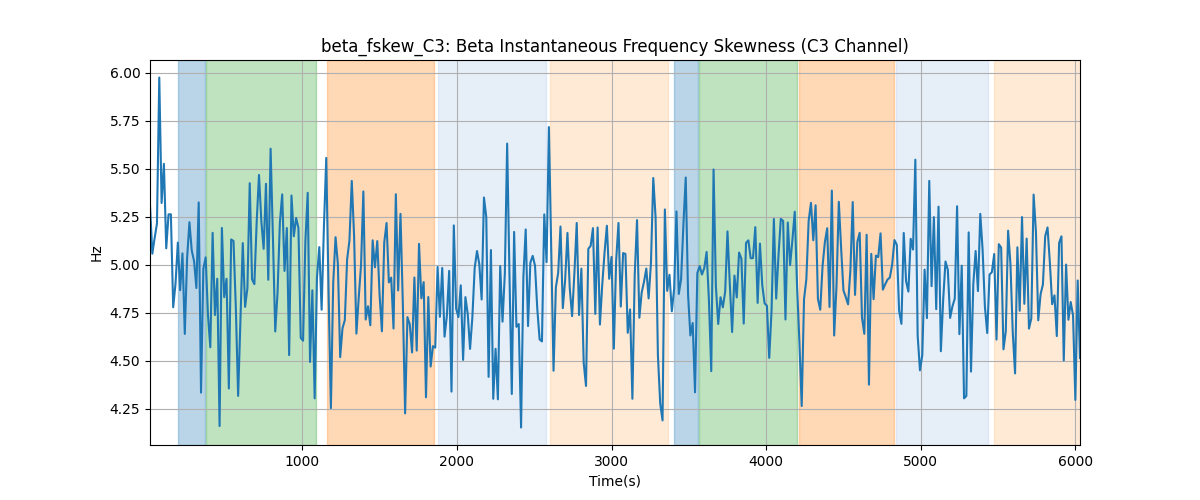 beta_fskew_C3: Beta Instantaneous Frequency Skewness (C3 Channel)
6.00
5.75
5.50
5.25
5.00
4.75
4.50
4.25
Hz
1000 2000 3000 4000 5000 6000
Time(s)